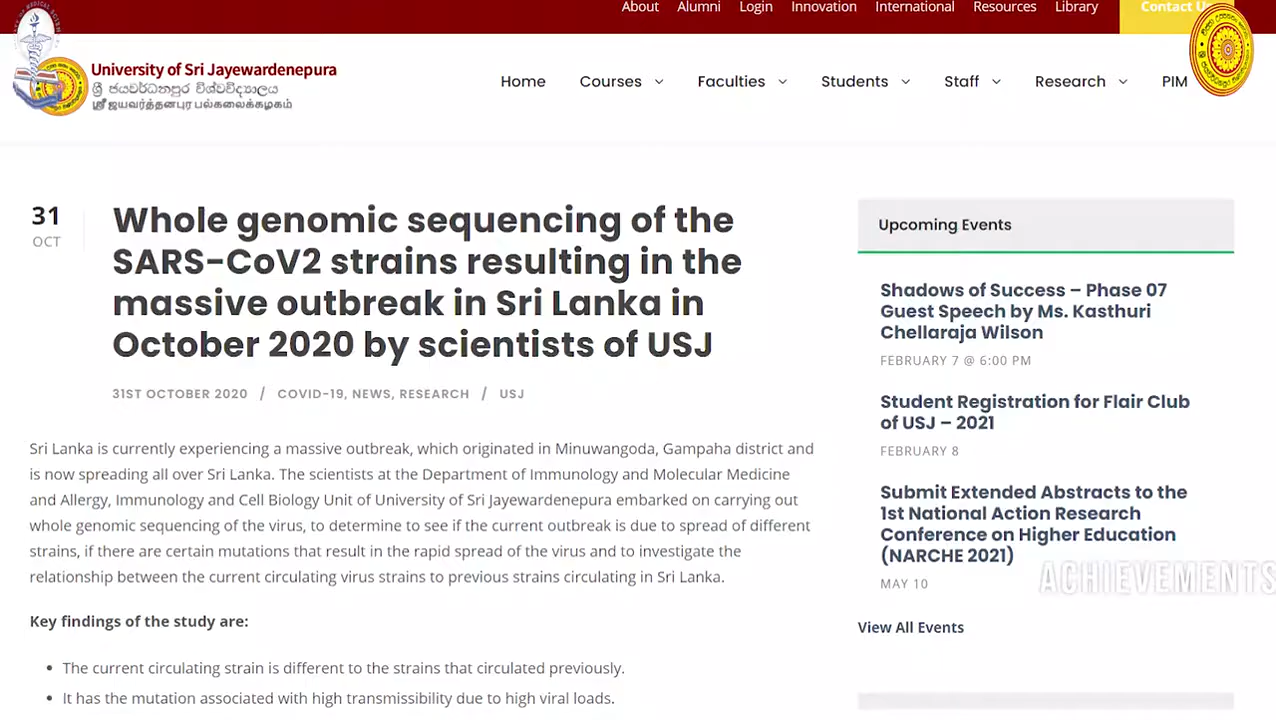 About Alumni Login Innovation International Resources Library Contact
University of Sri Jayewardenepura
ශ්‍රී ජයවර්ධනපුර විශ්වවිද්‍යාලය
ஸ்ரீ ஜயவர்த்தனபுர பல்கலைக்கழகம்
Home Courses Faculties Students Staff Research PIM
31
OCT
Whole genomic sequencing of the
SARS-CoV2 strains resulting in the
massive outbreak in Sri Lanka in
October 2020 by scientists of USJ
31ST OCTOBER 2020 / COVID-19, NEWS, RESEARCH / USJ
Sri Lanka is currently experiencing a massive outbreak, which originated in Minuwangoda, Gampaha district and
is now spreading all over Sri Lanka. The scientists at the Department of Immunology and Molecular Medicine
and Allergy, Immunology and Cell Biology Unit of University of Sri Jayewardenepura embarked on carrying out
whole genomic sequencing of the virus, to determine to see if the current outbreak is due to spread of different
strains, if there are certain mutations that result in the rapid spread of the virus and to investigate the
relationship between the current circulating virus strains to previous strains circulating in Sri Lanka.
Key findings of the study are:
• The current circulating strain is different to the strains that circulated previously.
• It has the mutation associated with high transmissibility due to high viral loads.
Upcoming Events
Shadows of Success – Phase 07
Guest Speech by Ms. Kasthuri
Chellaraja Wilson
FEBRUARY 7 @ 6:00 PM
Student Registration for Flair Club
of USJ – 2021
FEBRUARY 8
Submit Extended Abstracts to the
1st National Action Research
Conference on Higher Education
(NARCHE 2021)
MAY 10
ACHIEVEMENTS
View All Events